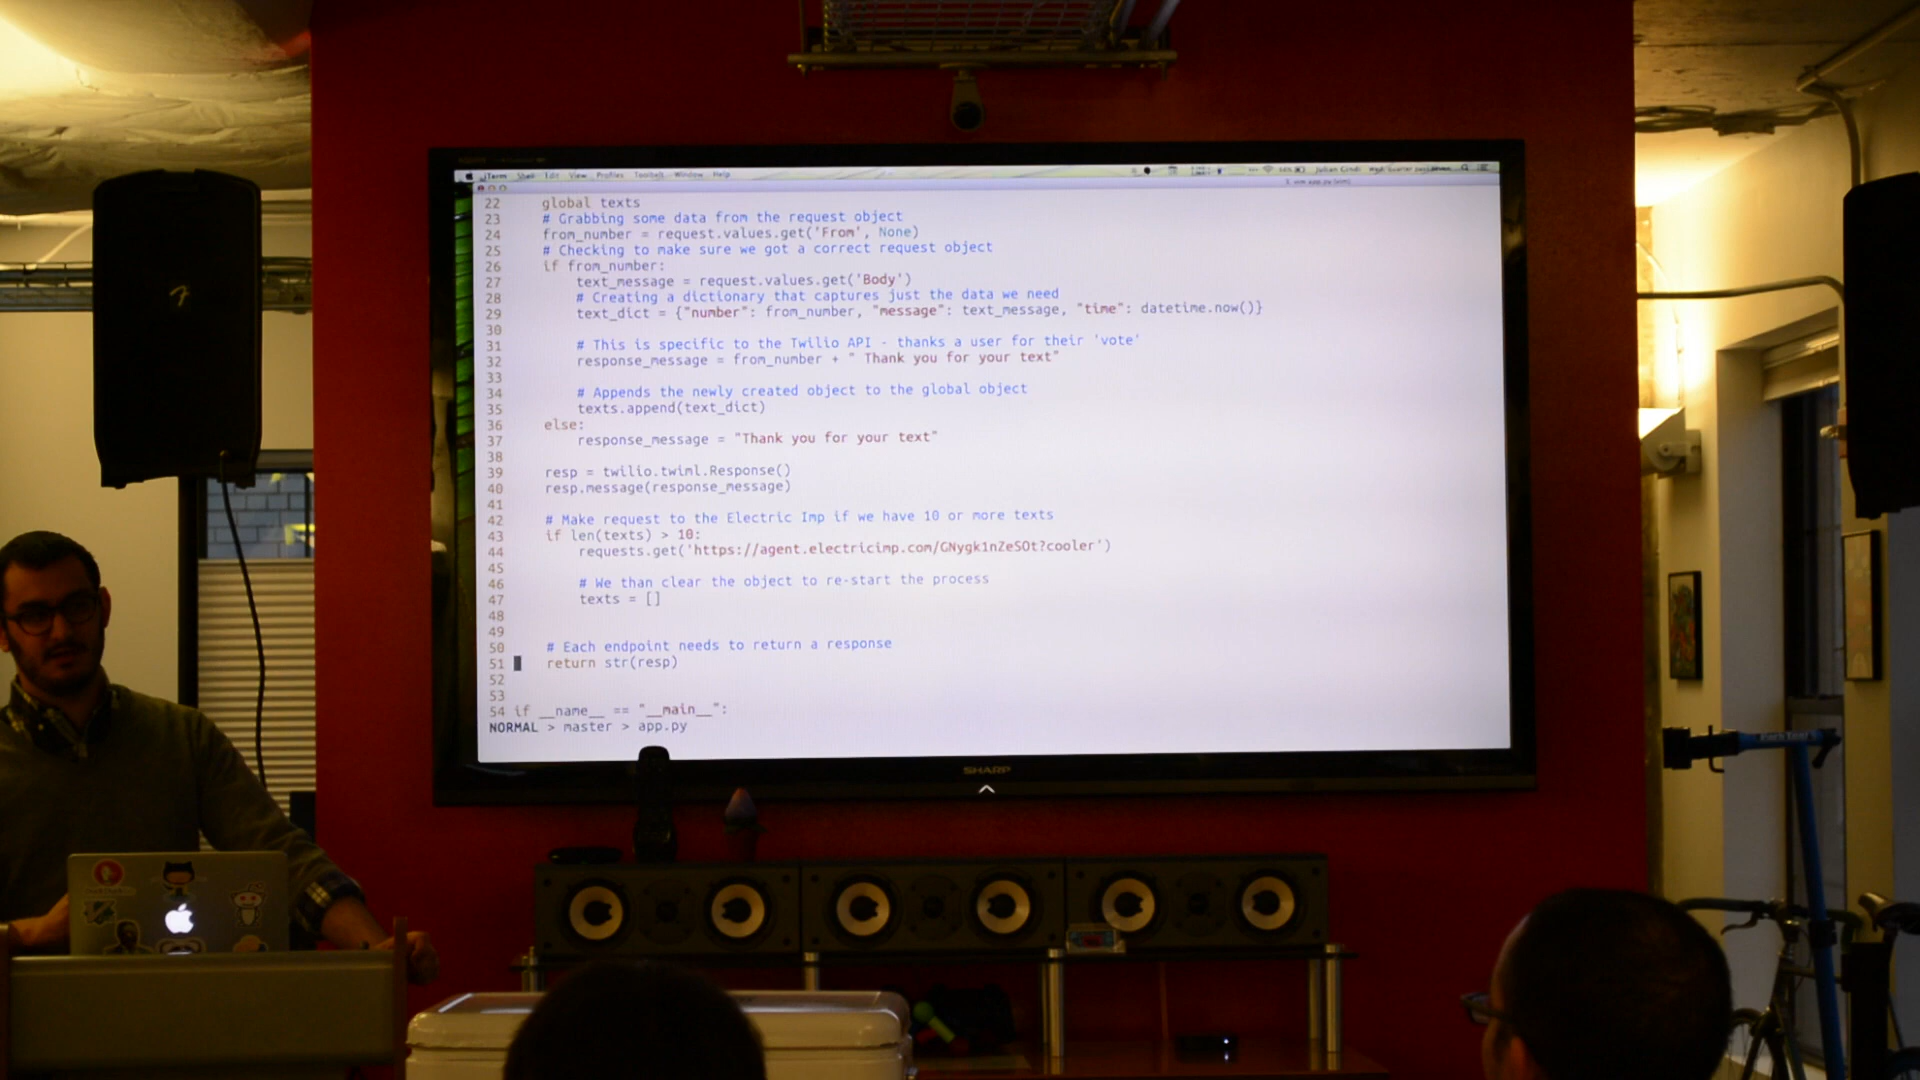 iTerm Shell Edit View Profiles Toolbelt Window Help
22 global texts
23 # Grabbing some data from the request object
24 from_number = request.values.get('From', None)
25 # Checking to make sure we got a correct request object
26 if from_number:
27 text_message = request.values.get('Body')
28 # Creating a dictionary that captures just the data we need
29 text_dict = {"number": from_number, "message": text_message, "time": datetime.now()}
30
31 # This is specific to the Twilio API - thanks a user for their 'vote'
32 response_message = from_number + " Thank you for your text"
33
34 # Appends the newly created object to the global object
35 texts.append(text_dict)
36 else:
37 response_message = "Thank you for your text"
38
39 resp = twilio.twiml.Response()
40 resp.message(response_message)
41
42 # Make request to the Electric Imp if we have 10 or more texts
43 if len(texts) > 10:
44 requests.get('https://agent.electricimp.com/GNygk1nZeSOt?cooler')
45
46 # We than clear the object to re-start the process
47 texts = []
48
49
50 # Each endpoint needs to return a response
51 return str(resp)
52
53
54 if __name__ == "__main__":
NORMAL > master > app.py
SHARP